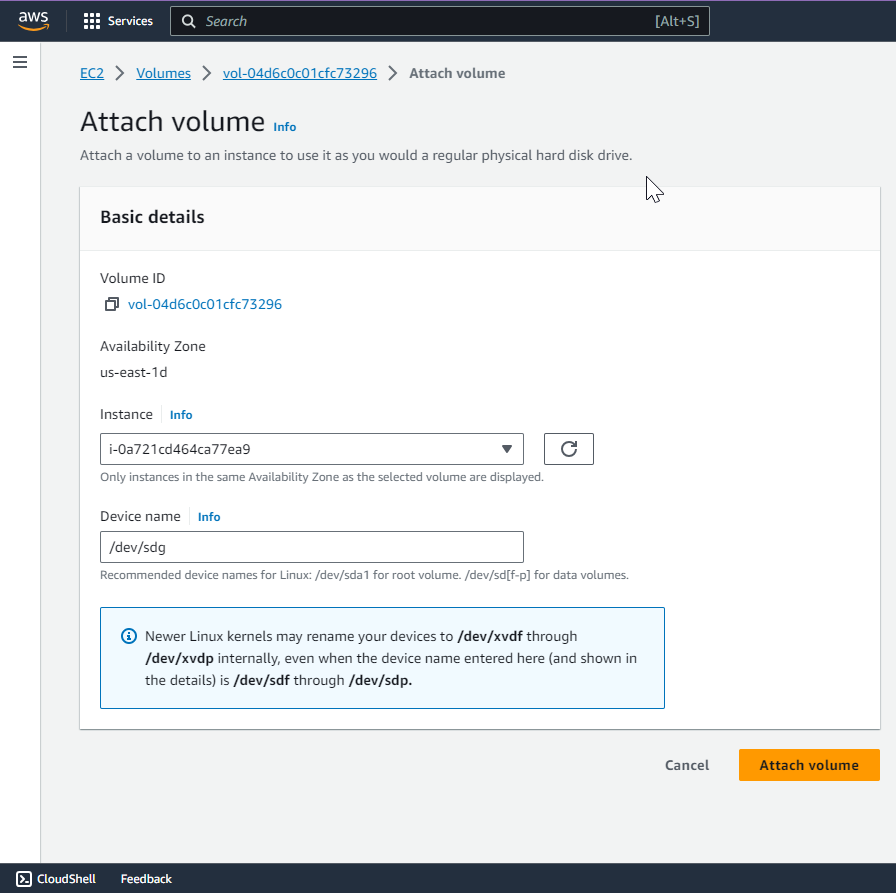 aws
Services
Search
[Alt+S]
EC2 > Volumes > vol-04d6c0c01cfc73296 > Attach volume
Attach volume Info
Attach a volume to an instance to use it as you would a regular physical hard disk drive.
Basic details
Volume ID
vol-04d6c0c01cfc73296
Availability Zone
us-east-1d
Instance Info
i-0a721cd464ca77ea9
Only instances in the same Availability Zone as the selected volume are displayed.
Device name Info
/dev/sdg
Recommended device names for Linux: /dev/sda1 for root volume. /dev/sd[f-p] for data volumes.
Newer Linux kernels may rename your devices to /dev/xvdf through
/dev/xvdp internally, even when the device name entered here (and shown in
the details) is /dev/sdf through /dev/sdp.
Cancel
Attach volume
CloudShell
Feedback